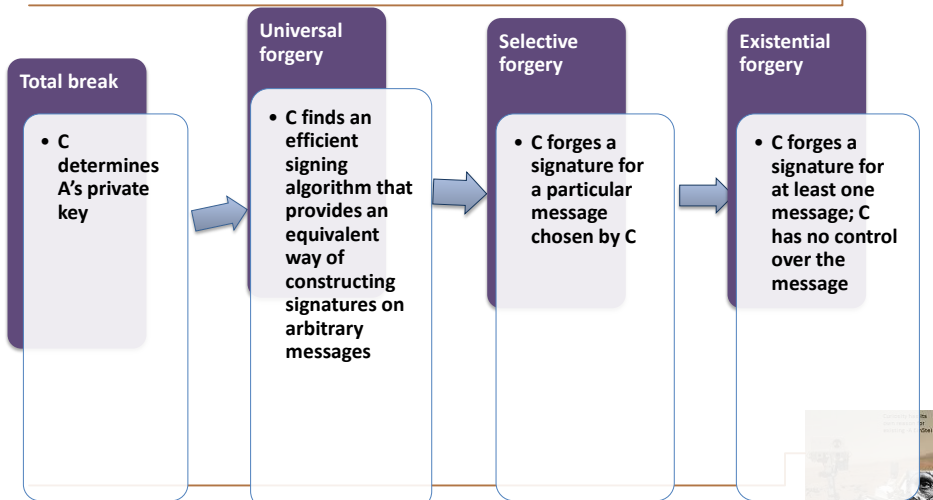 Total break
• C
determines
A's private
key
Universal
forgery
• C finds an
efficient
signing
algorithm that
provides an
equivalent
way of
constructing
signatures on
arbitrary
messages
Selective
forgery
• C forges a
signature for
a particular
message
chosen by C
Existential
forgery
• C forges a
signature for
at least one
message; C
has no control
over the
message